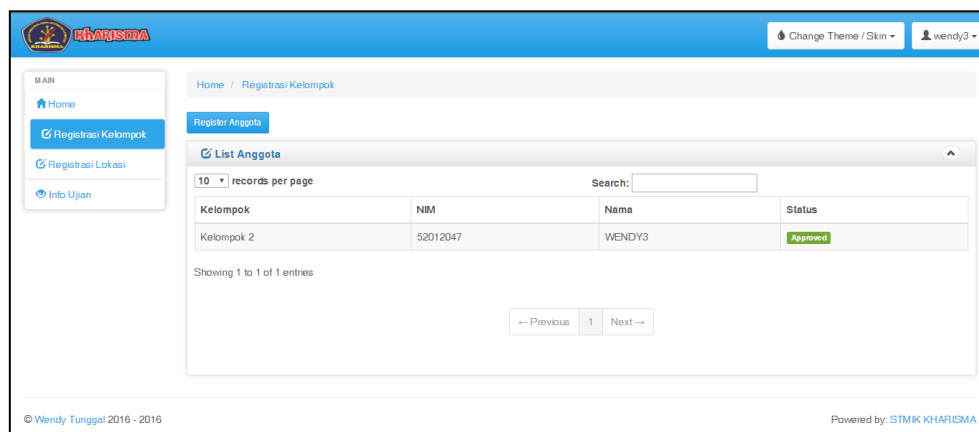 KHARISMA
KHARISMA
Change Theme / Skin
wendy3
MAIN
Home
Registrasi Kelompok
Registrasi Lokasi
Info Ujian
Home / Registrasi Kelompok
Register Anggota
List Anggota
10 records per page
Search:
Kelompok NIM Nama Status
Kelompok 2 52012047 WENDY3 Approved
Showing 1 to 1 of 1 entries
← Previous 1 Next →
© Wendy Tunggal 2016 - 2016
Powered by: STMIK KHARISMA